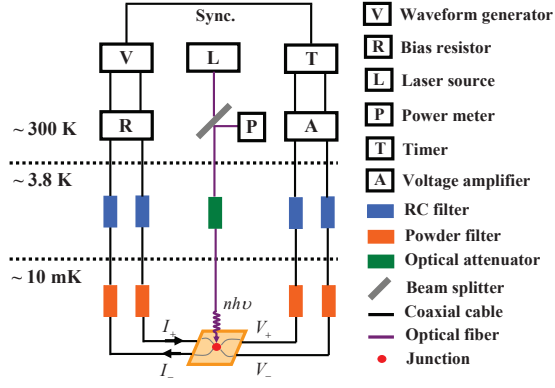 Sync.
V
L
T
R
P
A
~ 300 K
~ 3.8 K
~ 10 mK
nhυ
I+
I−
V+
V−
V Waveform generator
R Bias resistor
L Laser source
P Power meter
T Timer
A Voltage amplifier
RC filter
Powder filter
Optical attenuator
Beam splitter
Coaxial cable
Optical fiber
Junction